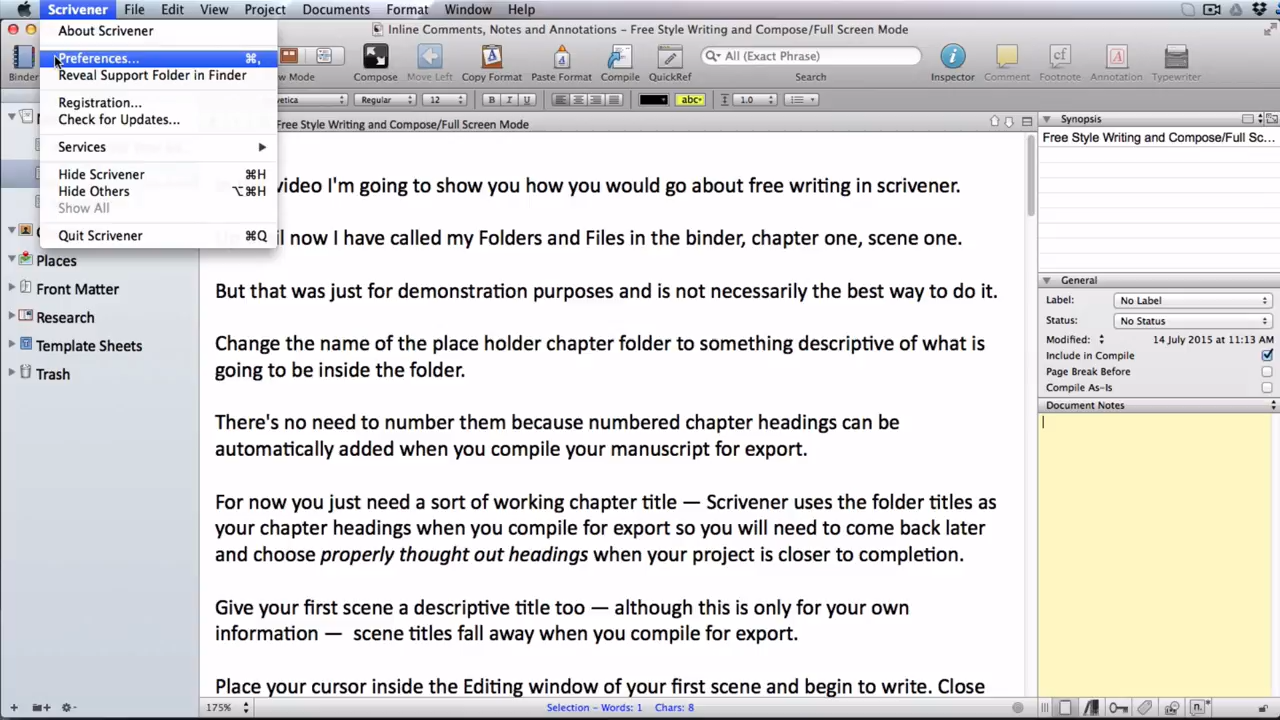 Scrivener File Edit View Project Documents Format Window Help
About Scrivener
Preferences... ⌘,
Reveal Support Folder in Finder
Registration...
Check for Updates...
Services
Hide Scrivener ⌘H
Hide Others ⌥⌘H
Show All
Quit Scrivener ⌘Q
Inline Comments, Notes and Annotations - Free Style Writing and Compose/Full Screen Mode
Binder Mode Compose Move Left Copy Format Paste Format Compile QuickRef Search Inspector Comment Footnote Annotation Typewriter
All (Exact Phrase)
Regular 12 B I U abc 1.0
Free Style Writing and Compose/Full Screen Mode
Places
Front Matter
Research
Template Sheets
Trash
video I'm going to show you how you would go about free writing in scrivener.
now I have called my Folders and Files in the binder, chapter one, scene one.
But that was just for demonstration purposes and is not necessarily the best way to do it.
Change the name of the place holder chapter folder to something descriptive of what is
going to be inside the folder.
There's no need to number them because numbered chapter headings can be
automatically added when you compile your manuscript for export.
For now you just need a sort of working chapter title — Scrivener uses the folder titles as
your chapter headings when you compile for export so you will need to come back later
and choose properly thought out headings when your project is closer to completion.
Give your first scene a descriptive title too — although this is only for your own
information — scene titles fall away when you compile for export.
Place your cursor inside the Editing window of your first scene and begin to write. Close
175% Selection - Words: 1 Chars: 8
Synopsis
Free Style Writing and Compose/Full Sc...
General
Label: No Label
Status: No Status
Modified: 14 July 2015 at 11:13 AM
Include in Compile
Page Break Before
Compile As-Is
Document Notes